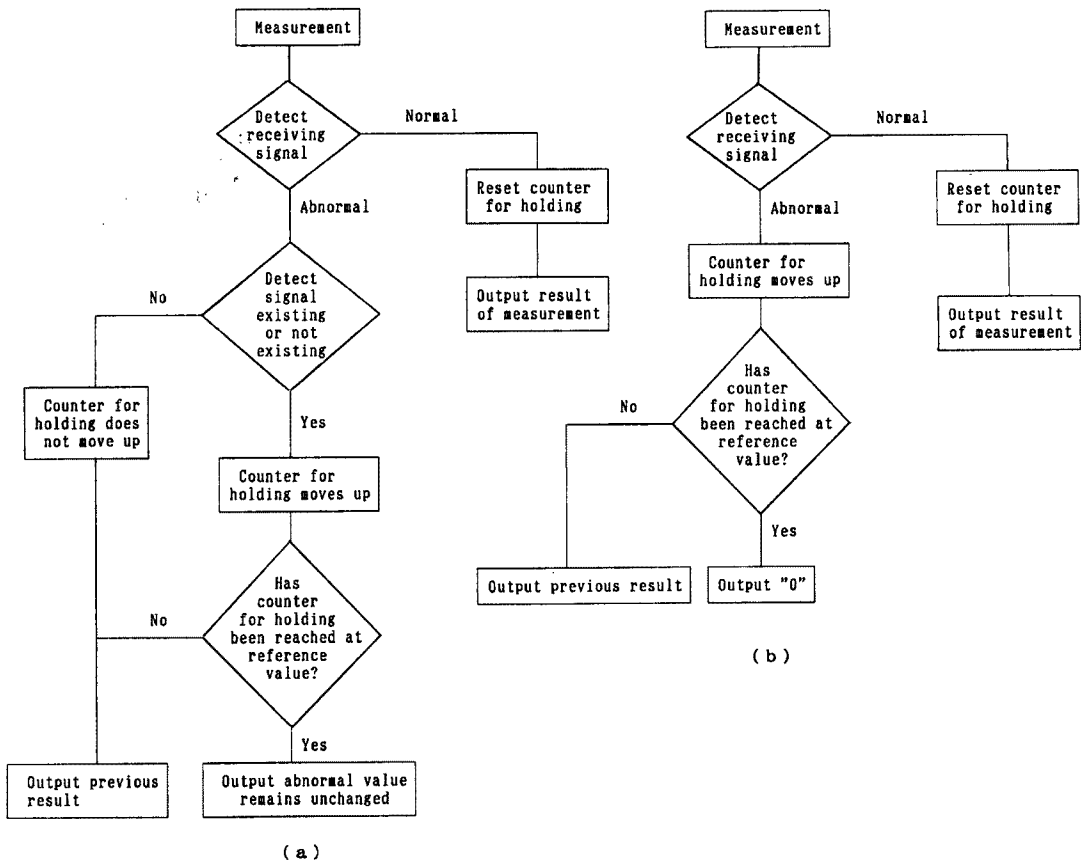 Measurement
Detect
receiving
signal
Normal
Reset counter
for holding
Output result
of measurement
Abnormal
Detect
signal
existing
or not
existing
No
Counter for
holding does
not move up
Yes
Counter for
holding moves up
Has
counter
for holding
been reached at
reference
value?
No
Output previous
result
Yes
Output abnormal value
remains unchanged
(a)
Measurement
Detect
receiving
signal
Normal
Reset counter
for holding
Output result
of measurement
Abnormal
Counter for
holding moves up
Has
counter
for holding
been reached at
reference
value?
No
Output previous result
Yes
Output "0"
(b)